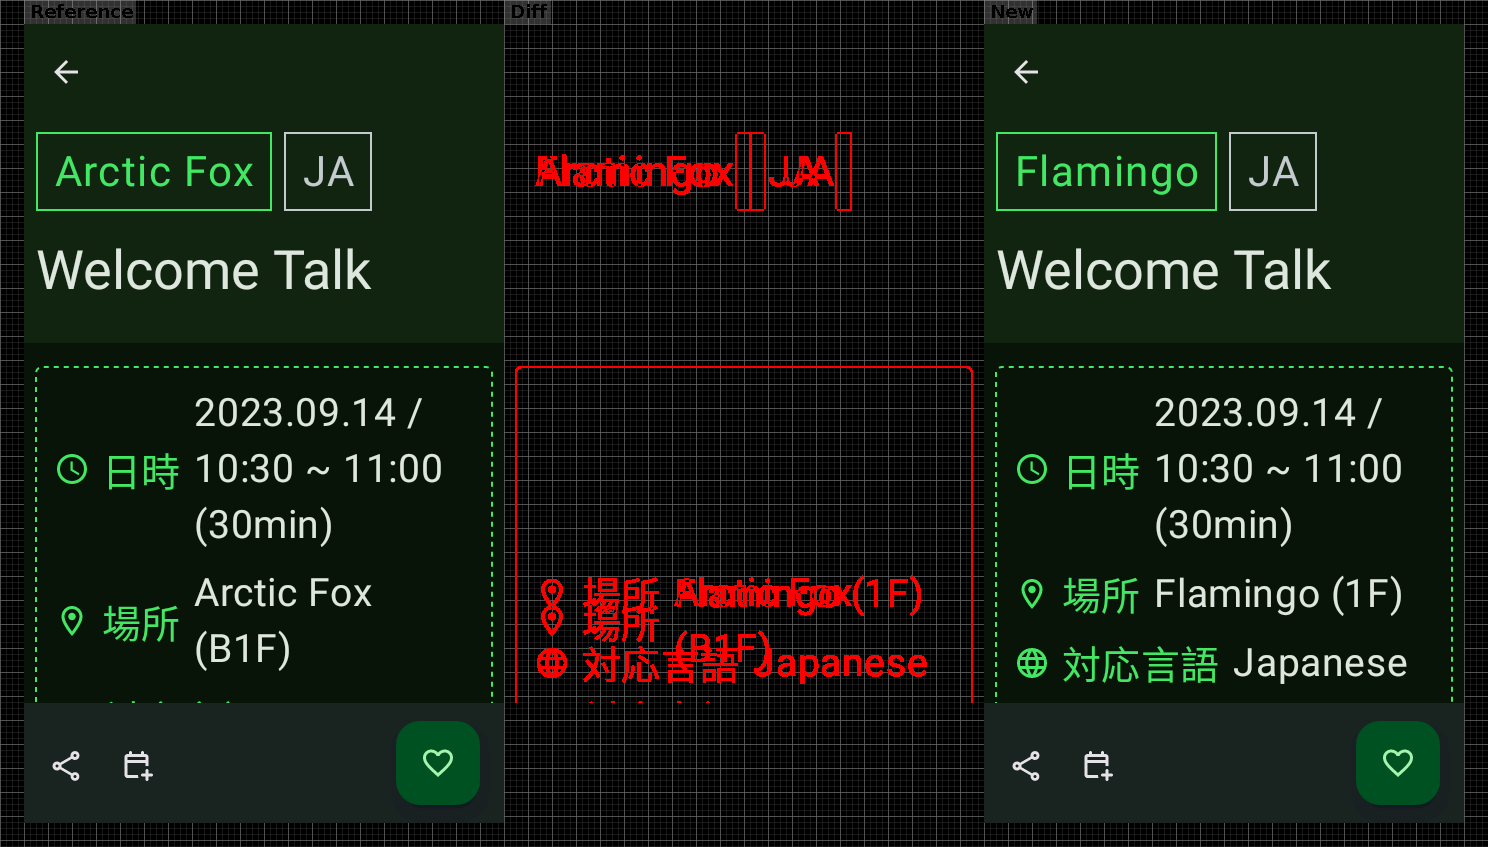 Reference
Arctic Fox
JA
Welcome Talk
日時
2023.09.14 /
10:30 ~ 11:00
(30min)
場所
Arctic Fox
(B1F)
Diff
JA
場所
(1F)
場所
(B1F)
対応言語 Japanese
New
Flamingo
JA
Welcome Talk
日時
2023.09.14 /
10:30 ~ 11:00
(30min)
場所 Flamingo (1F)
対応言語 Japanese